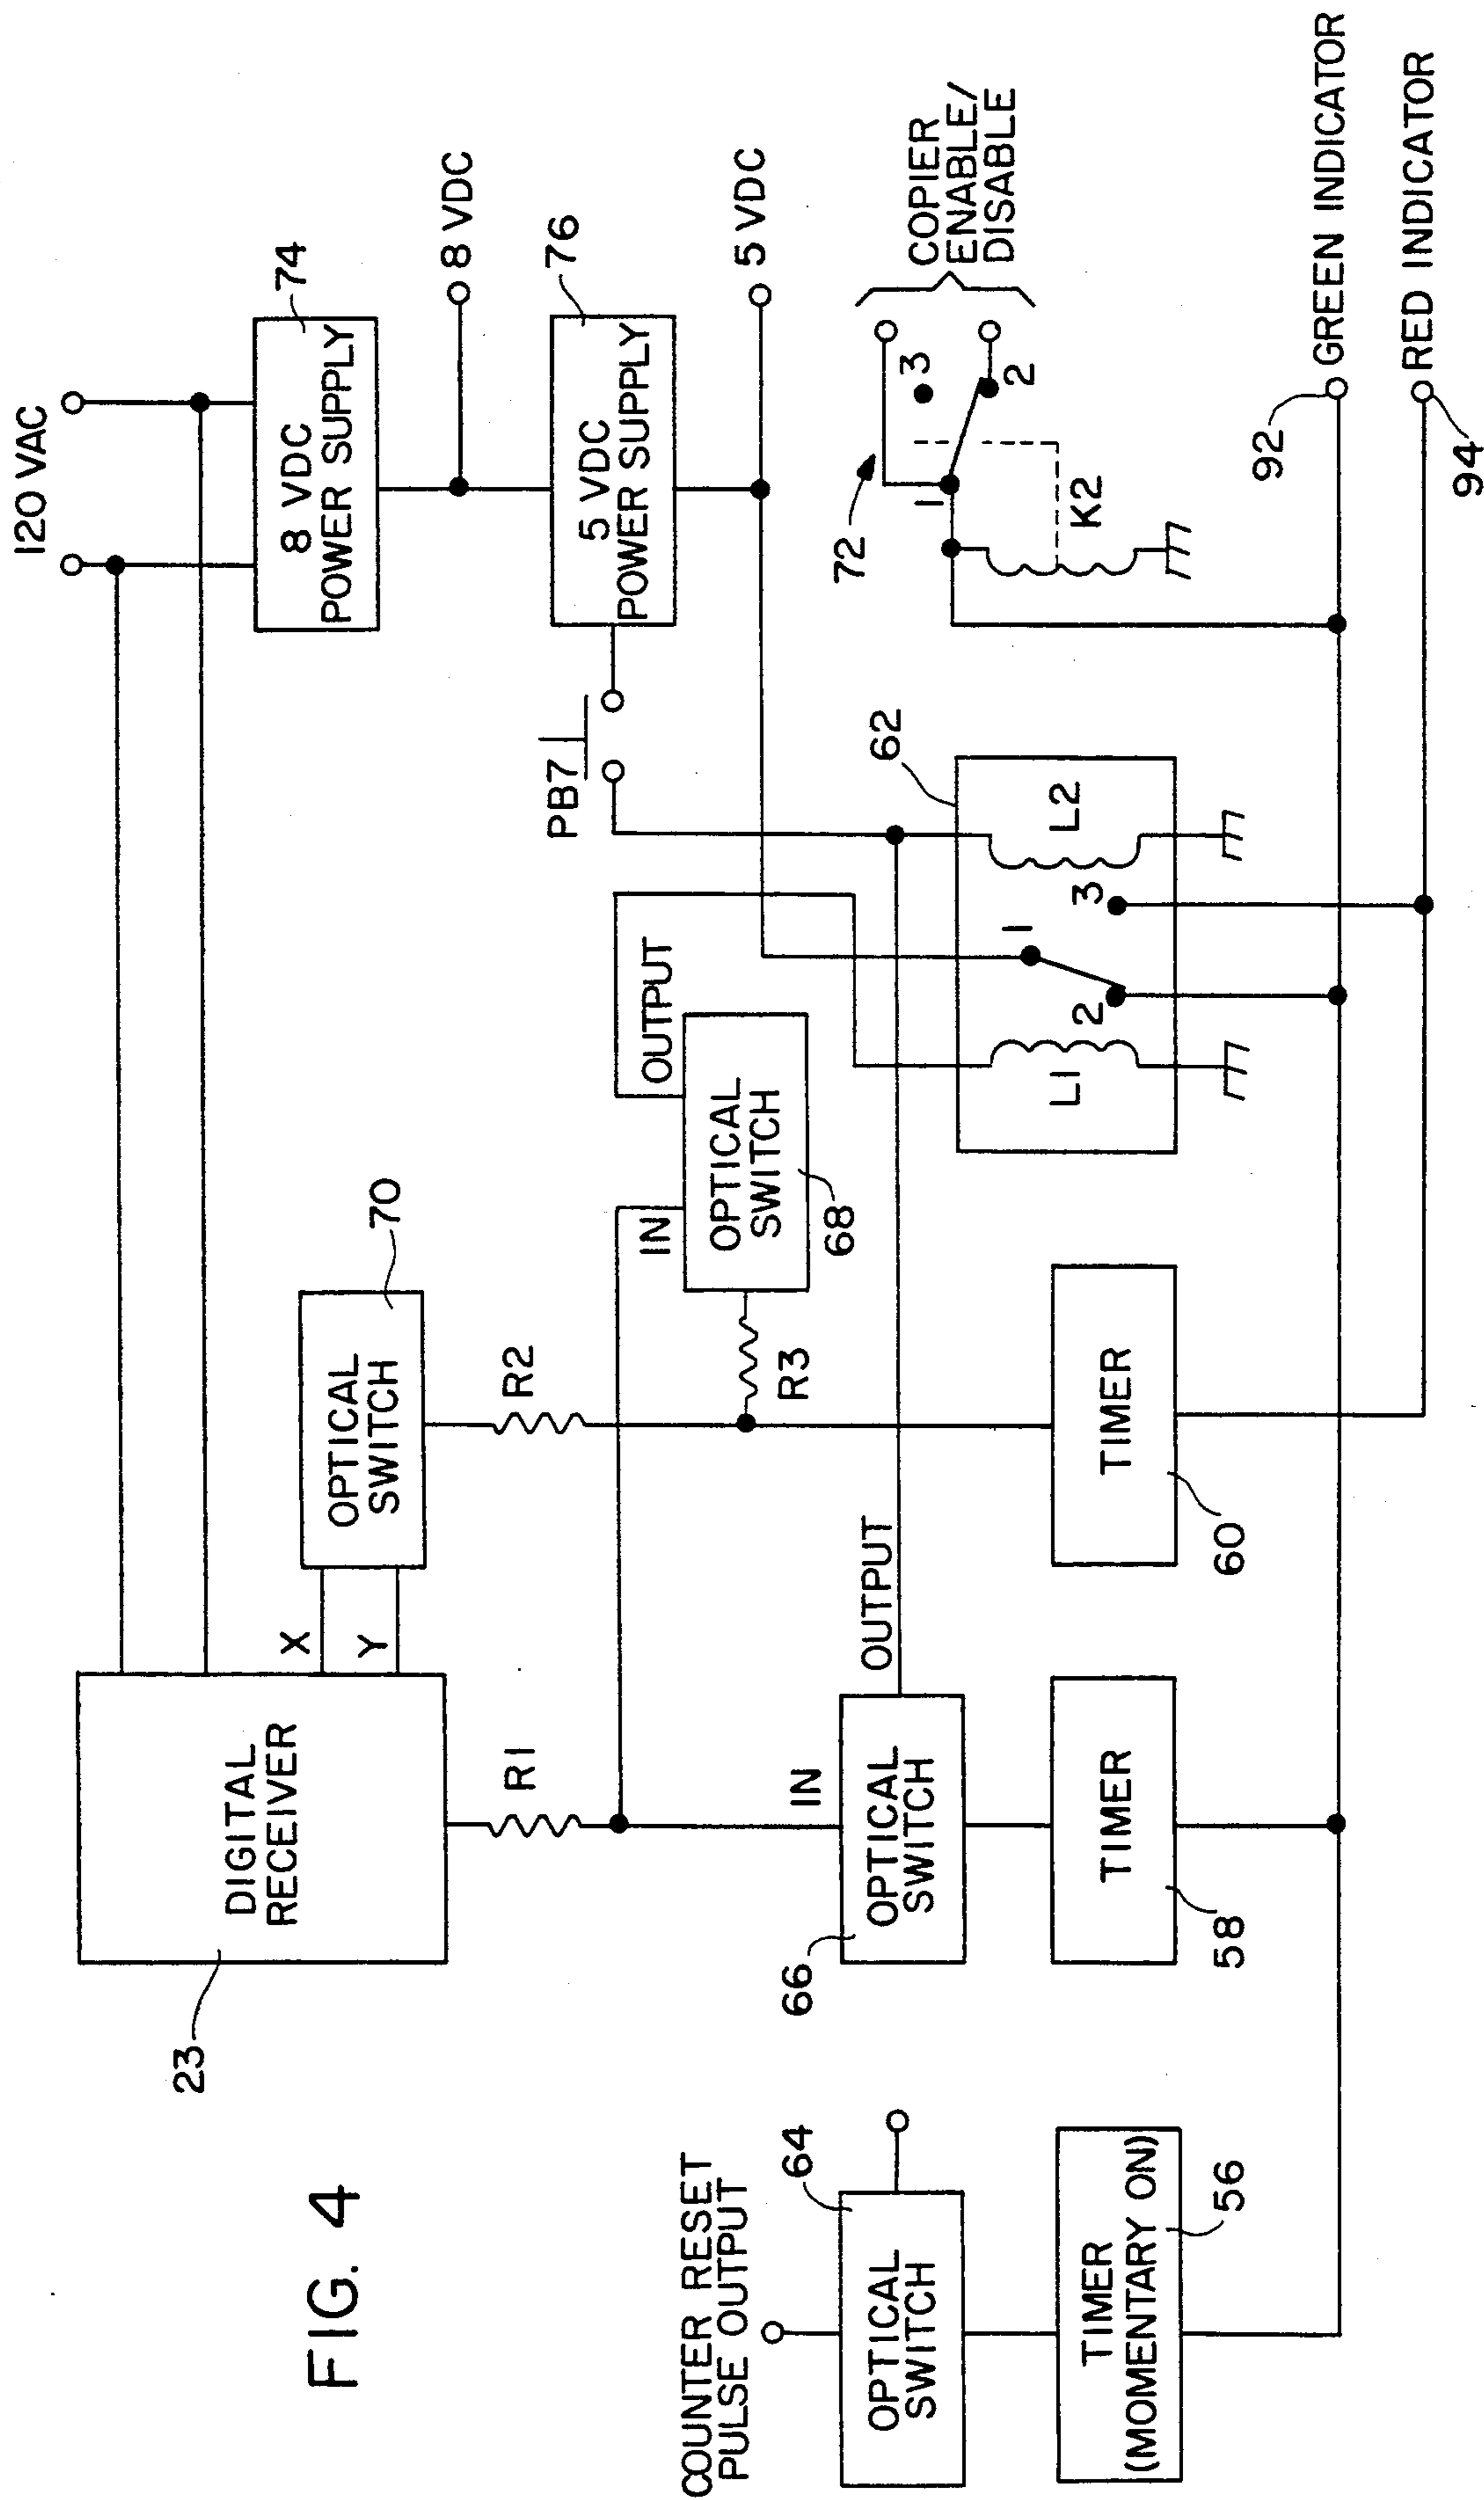 FIG. 4
120 VAC
74
8 VDC
POWER SUPPLY
8 VDC
76
5 VDC
POWER SUPPLY
5 VDC
PB7
COPIER
ENABLE/
DISABLE
72
1
2
3
K2
92
GREEN INDICATOR
RED INDICATOR
94
62
L1
L2
1
2
3
23
DIGITAL
RECEIVER
X
Y
70
OPTICAL
SWITCH
R1
R2
R3
IN
OUTPUT
OPTICAL
SWITCH
68
IN
OUTPUT
66
OPTICAL
SWITCH
TIMER
58
TIMER
60
COUNTER RESET
PULSE OUTPUT
64
OPTICAL
SWITCH
TIMER
(MOMENTARY ON)
56